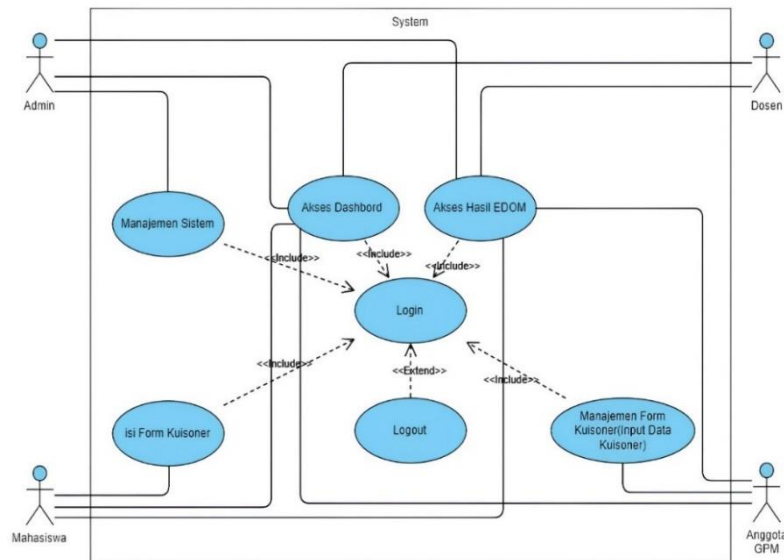 System
Admin
Dosen
Manajemen Sistem
Akses Dashbord
Akses Hasil EDOM
<<Include>>
<<Include>>
<<Include>>
Login
<<Include>>
<<Extend>>
<<Include>>
isi Form Kuisoner
Logout
Manajemen Form
Kuisoner(Input Data
Kuisoner)
Mahasiswa
Anggota
GPM